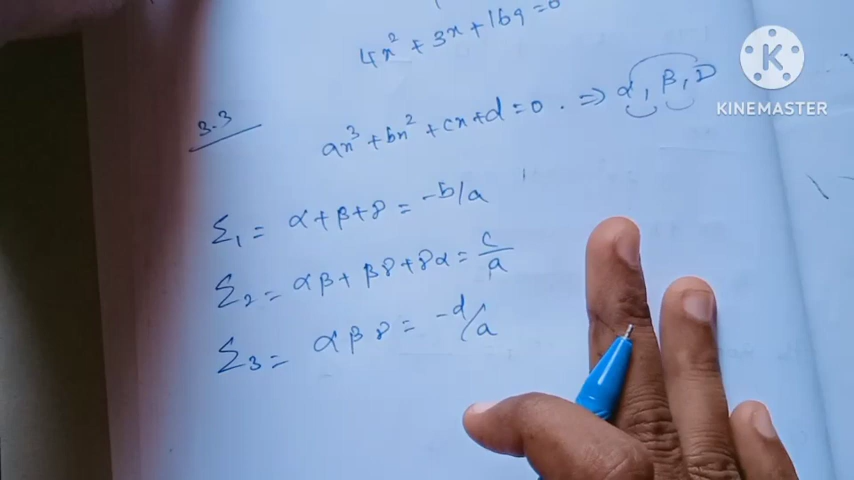 4x² + 3x + 169 = 0
3.3
ax³ + bx² + cx + d = 0 . ⇒ α, β, γ
Σ₁ = α + β + γ = -b/a
Σ₂ = αβ + βγ + γα = c/a
Σ₃ = αβγ = -d/a
KINEMASTER